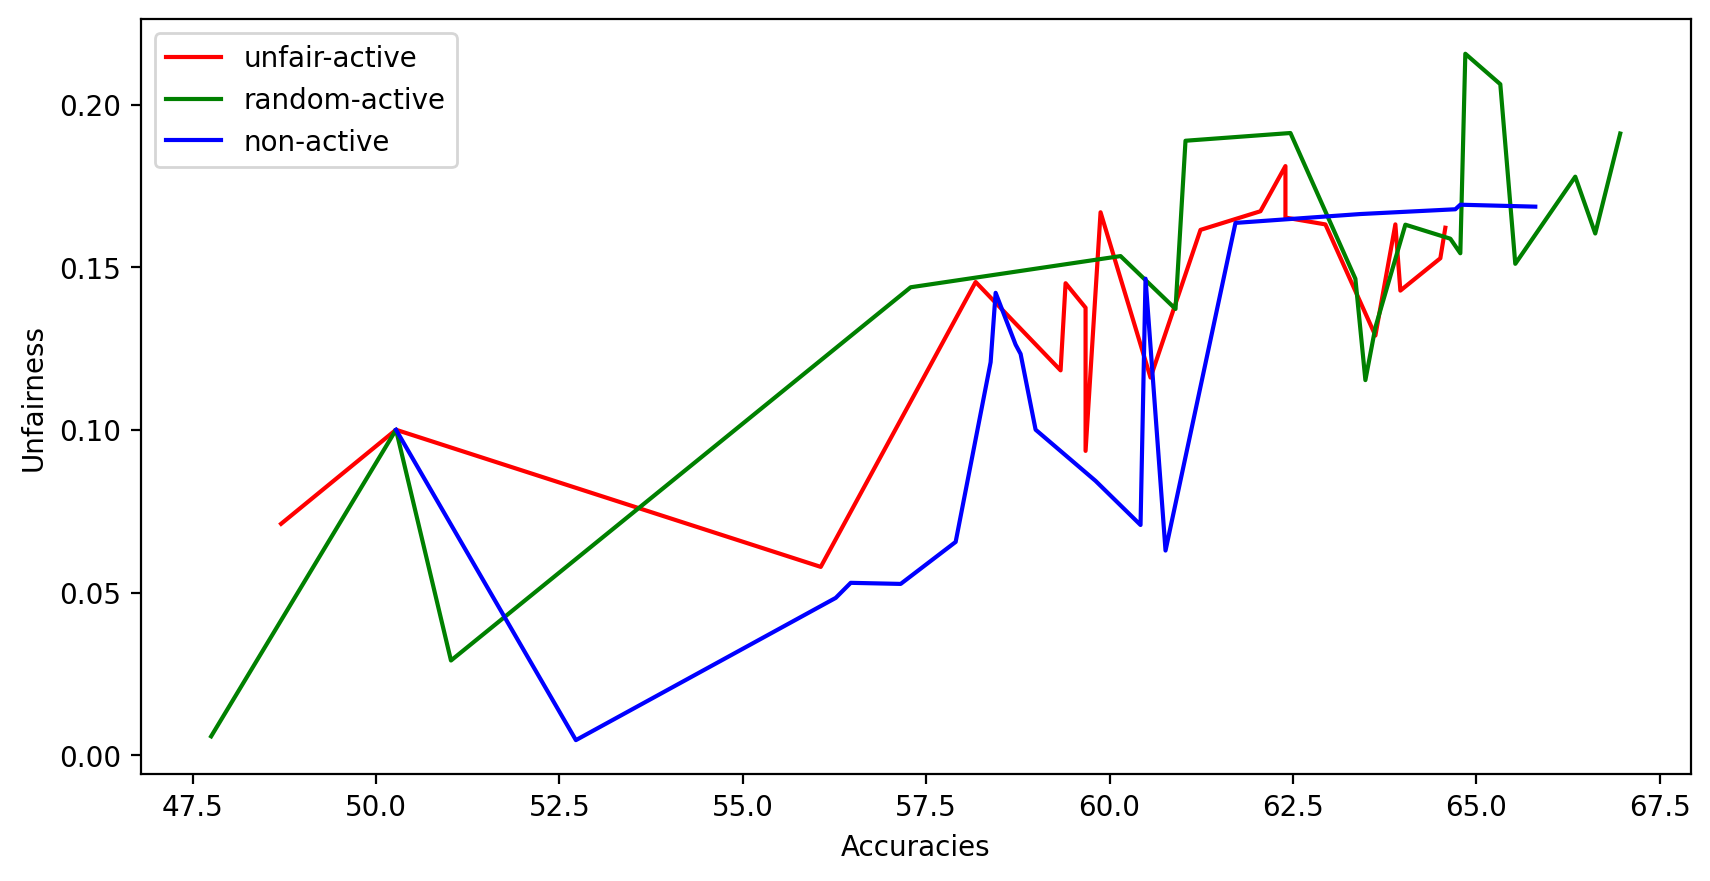 unfair-active
random-active
non-active
0.20
0.15
0.10
0.05
0.00
Unfairness
47.5 50.0 52.5 55.0 57.5 60.0 62.5 65.0 67.5
Accuracies